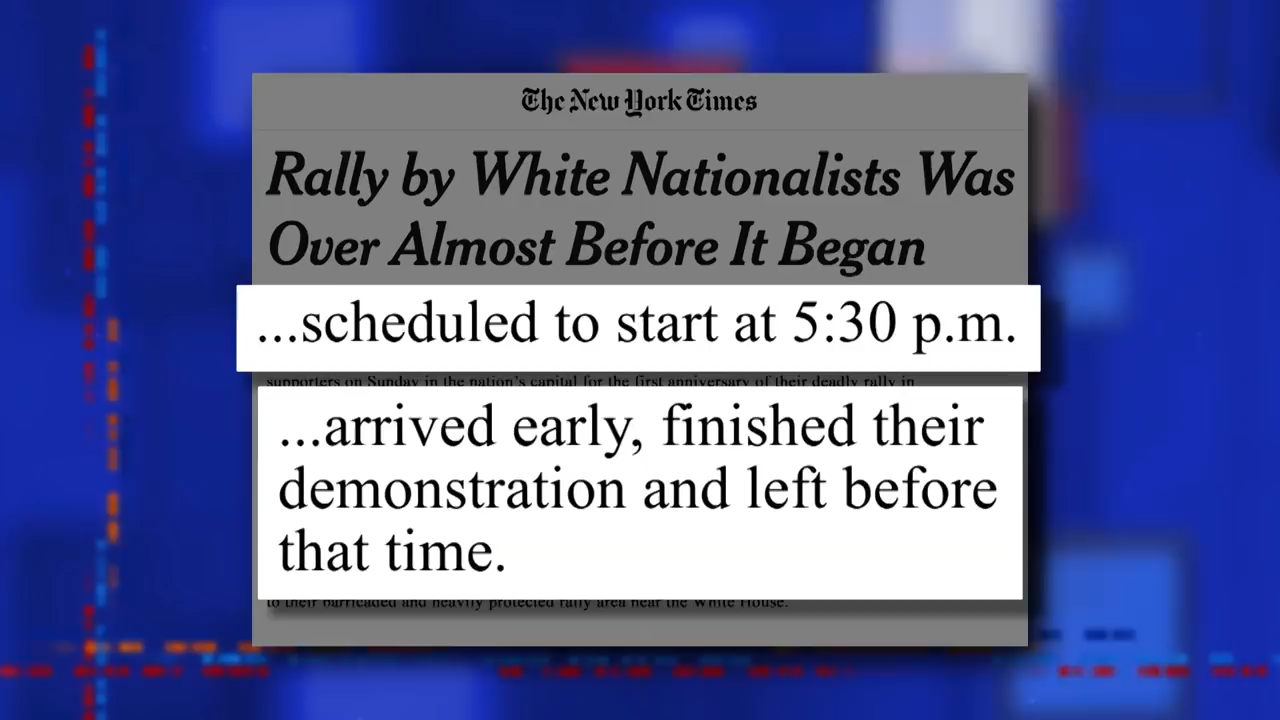 The New York Times
Rally by White Nationalists Was
Over Almost Before It Began
...scheduled to start at 5:30 p.m.
supporters on Sunday in the nation's capital for the first anniversary of their deadly rally in
...arrived early, finished their
demonstration and left before
that time.
to their barricaded and heavily protected rally area near the White House.